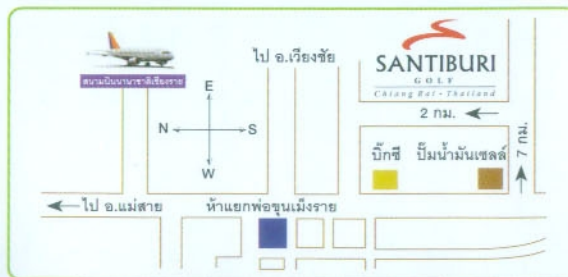 สนามบินนานาชาติเชียงราย
ไป อ.เวียงชัย
SANTIBURI
GOLF
Chiang Rai - Thailand
E
N
S
W
2 กม.
7 กม.
บิ๊กซี
ปั๊มน้ำมันเชลล์
ไป อ.แม่สาย
ห้าแยกพ่อขุนเม็งราย